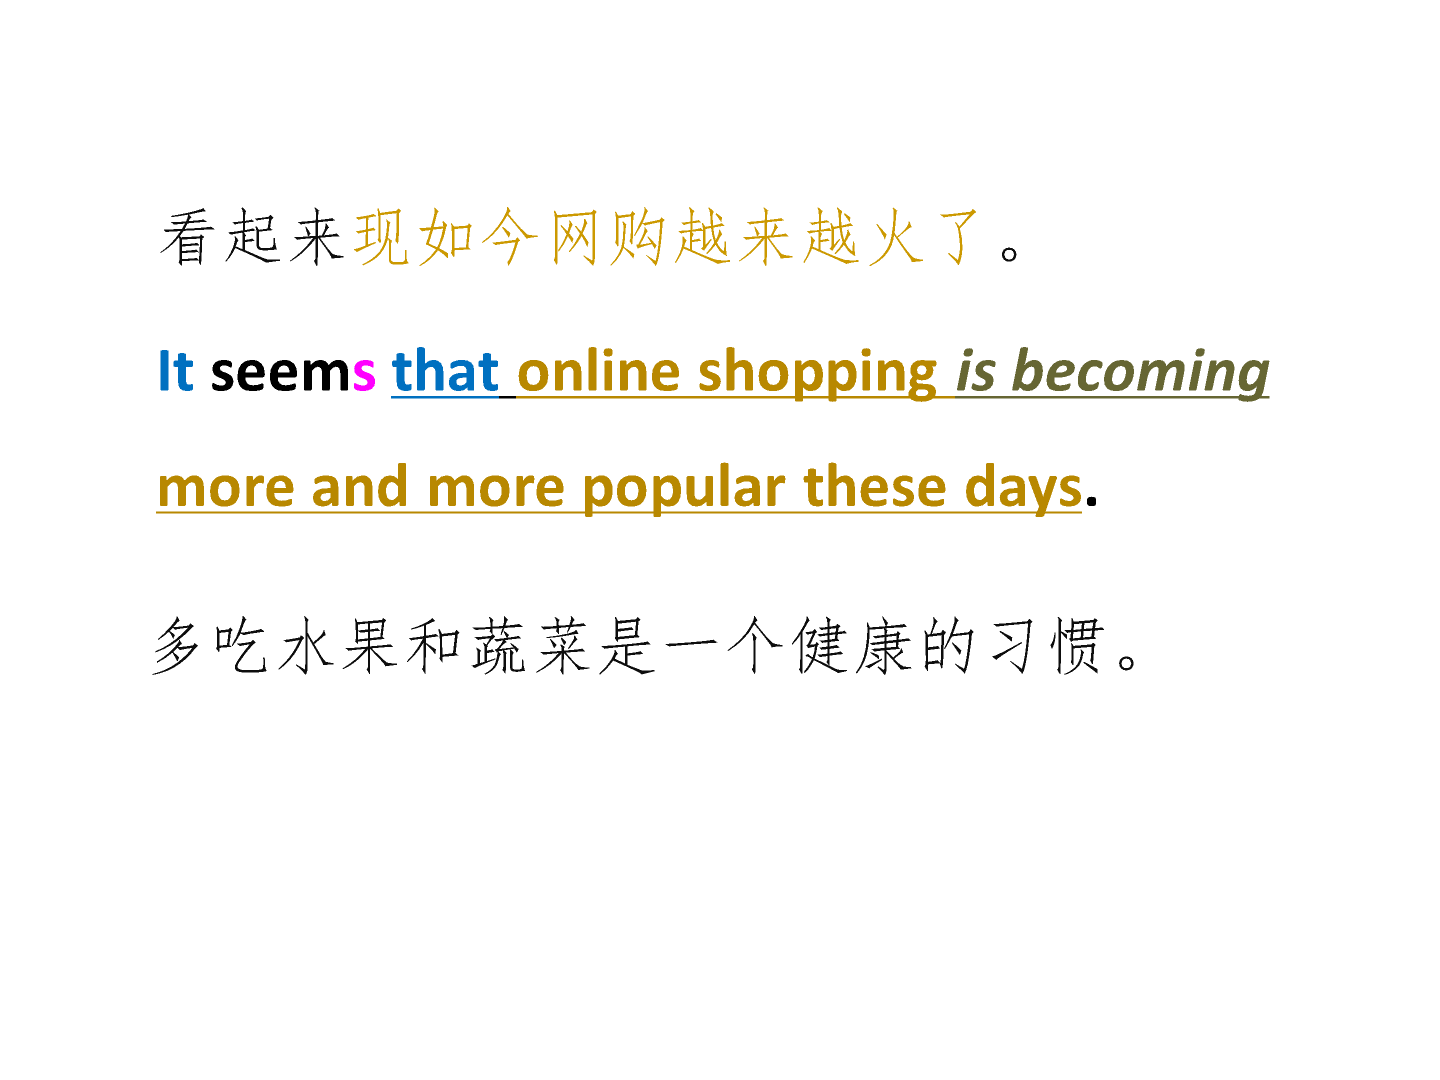 看起来现如今网购越来越火了。
It seems that online shopping is becoming
more and more popular these days.
多吃水果和蔬菜是一个健康的习惯。